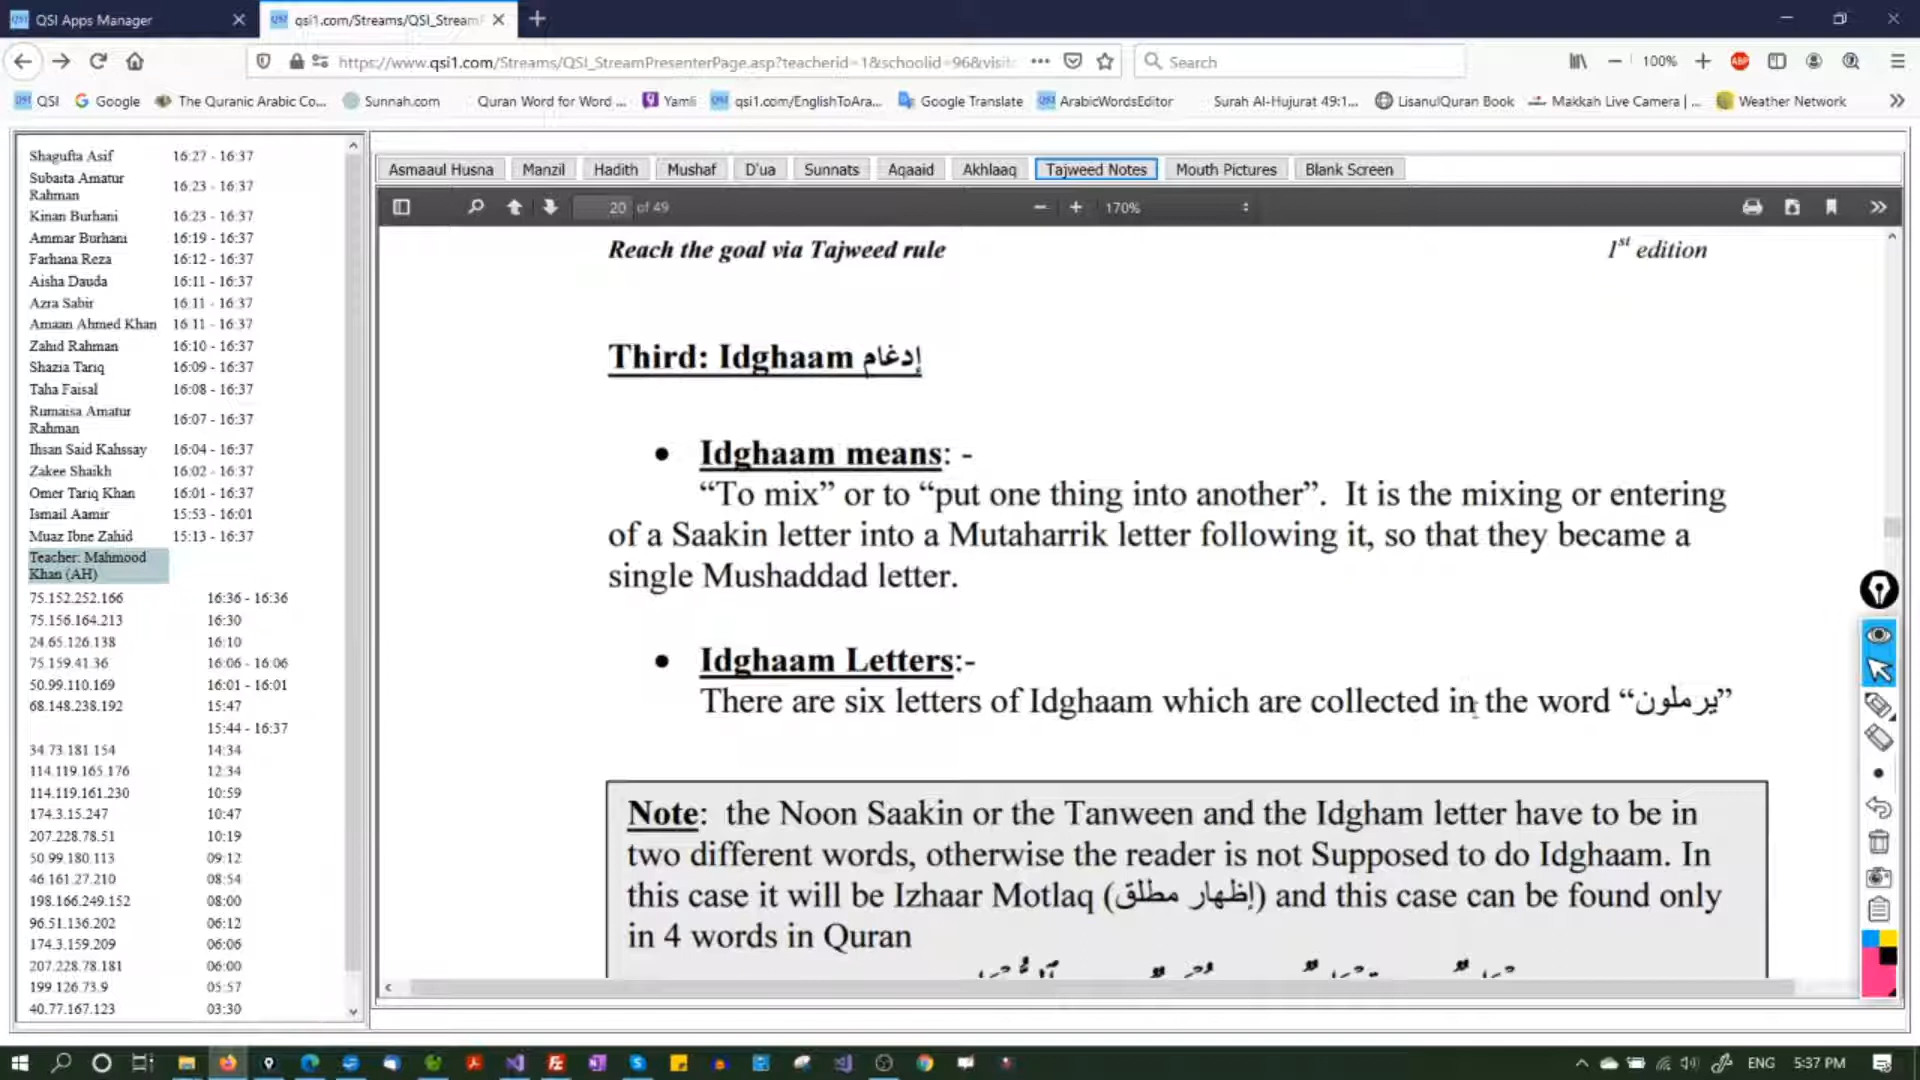 QSI Apps Manager
qsi1.com/Streams/QSI_StreamP
https://www.qsi1.com/Streams/QSI_StreamPresenterPage.asp?teacherid=1&schoolid=96&visit
Search
100%
QSI
Google
The Quranic Arabic Co...
Sunnah.com
Quran Word for Word ...
Yamli
qsi1.com/EnglishToAra...
Google Translate
ArabicWordsEditor
Surah Al-Hujurat 49:1...
LisanulQuran Book
Makkah Live Camera | ...
Weather Network
Shagufta Asif 16:27 - 16:37
Subaita Amatur
Rahman 16:23 - 16:37
Kinan Burhani 16:23 - 16:37
Ammar Burhani 16:19 - 16:37
Farhana Reza 16:12 - 16:37
Aisha Dauda 16:11 - 16:37
Azra Sabir 16:11 - 16:37
Amaan Ahmed Khan 16:11 - 16:37
Zahid Rahman 16:10 - 16:37
Shazia Tariq 16:09 - 16:37
Taha Faisal 16:08 - 16:37
Rumaisa Amatur
Rahman 16:07 - 16:37
Ihsan Said Kahssay 16:04 - 16:37
Zakee Shaikh 16:02 - 16:37
Omer Tariq Khan 16:01 - 16:37
Ismail Aamir 15:53 - 16:01
Muaz Ibne Zahid 15:13 - 16:37
Teacher: Mahmood
Khan (AH)
75.152.252.166 16:36 - 16:36
75.156.164.213 16:30
24.65.126.138 16:10
75.159.41.36 16:06 - 16:06
50.99.110.169 16:01 - 16:01
68.148.238.192 15:47
15:44 - 16:37
34.73.181.154 14:34
114.119.165.176 12:34
114.119.161.230 10:59
174.3.15.247 10:47
207.228.78.51 10:19
50.99.180.113 09:12
46.161.27.210 08:54
198.166.249.152 08:00
96.51.136.202 06:12
174.3.159.209 06:06
207.228.78.181 06:00
199.126.73.9 05:57
40.77.167.123 03:30
Asmaaul Husna
Manzil
Hadith
Mushaf
D'ua
Sunnats
Aqaaid
Akhlaaq
Tajweed Notes
Mouth Pictures
Blank Screen
20 of 49
170%
Reach the goal via Tajweed rule 1st edition
Third: Idghaam إدغام
• Idghaam means: -
“To mix” or to “put one thing into another”. It is the mixing or entering
of a Saakin letter into a Mutaharrik letter following it, so that they became a
single Mushaddad letter.
• Idghaam Letters:-
There are six letters of Idghaam which are collected in the word “يرملون”
Note: the Noon Saakin or the Tanween and the Idgham letter have to be in
two different words, otherwise the reader is not Supposed to do Idghaam. In
this case it will be Izhaar Motlaq (إظهار مطلق) and this case can be found only
in 4 words in Quran
ENG
5:37 PM